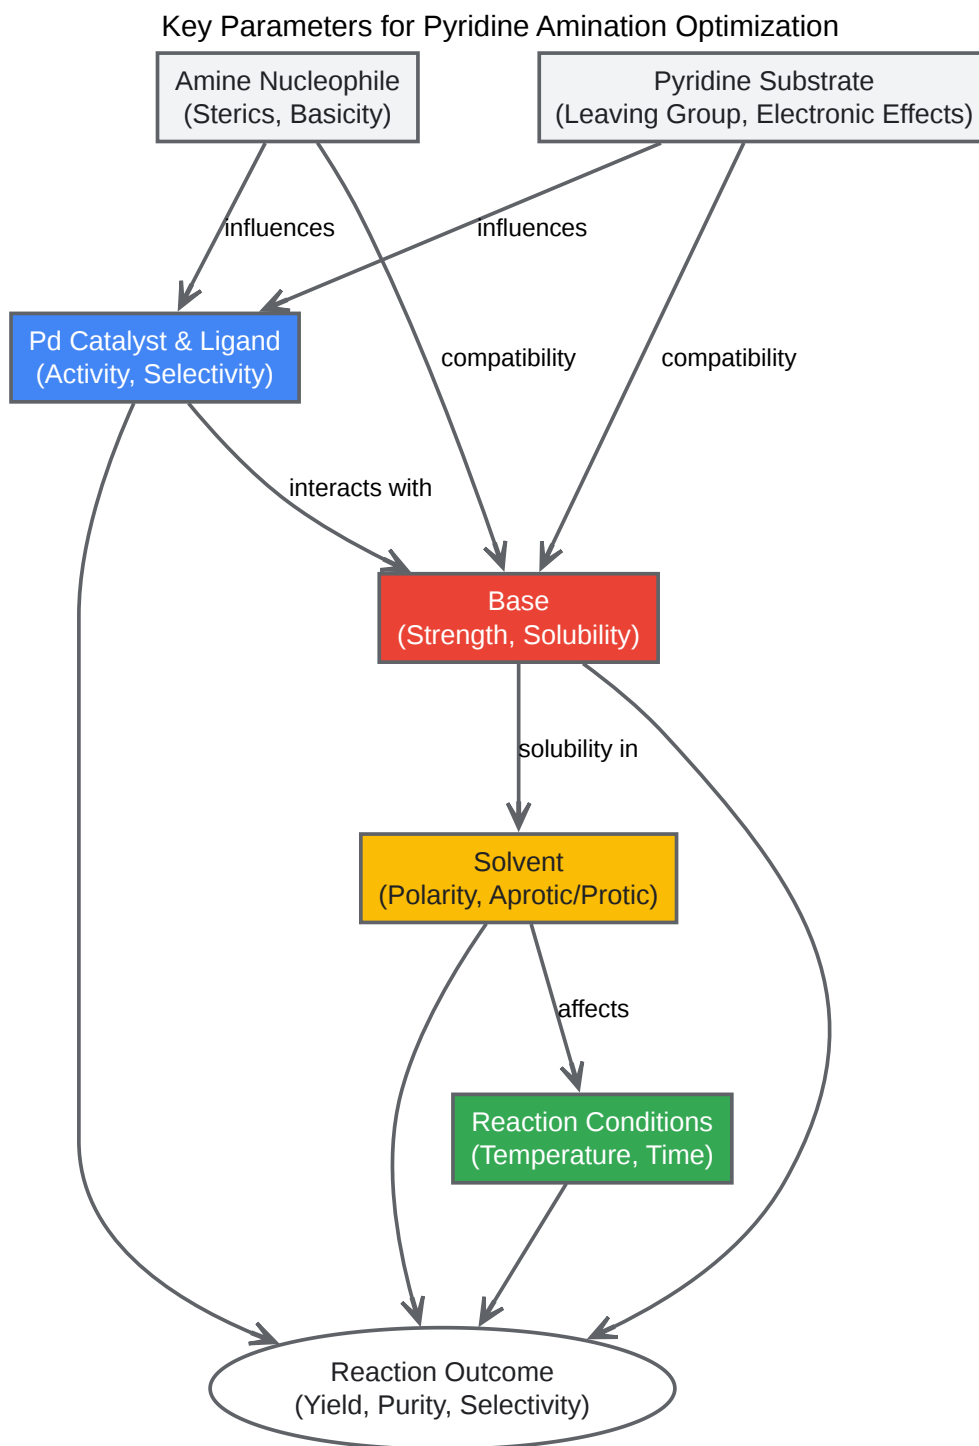 Key Parameters for Pyridine Amination Optimization
Amine Nucleophile
(Sterics, Basicity)
Pyridine Substrate
(Leaving Group, Electronic Effects)
influences
influences
Pd Catalyst & Ligand
(Activity, Selectivity)
compatibility
compatibility
interacts with
Base
(Strength, Solubility)
solubility in
Solvent
(Polarity, Aprotic/Protic)
affects
Reaction Conditions
(Temperature, Time)
Reaction Outcome
(Yield, Purity, Selectivity)